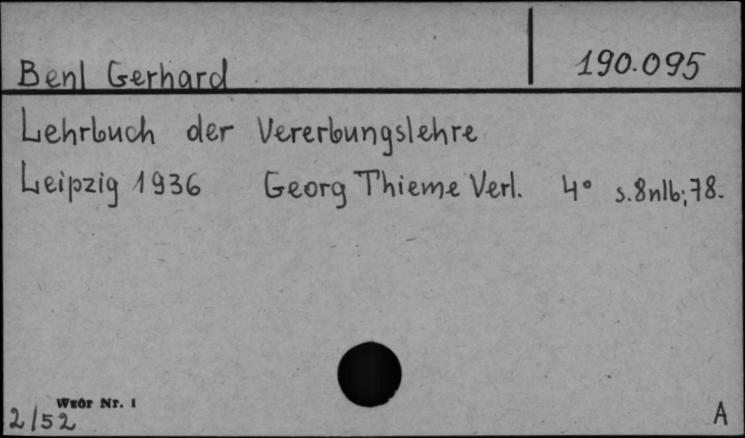 Benl Gerhard 190.095
Lehrbuch der Vererbungslehre
Leipzig 1936 Georg Thieme Verl. 4° s.8nlb;78.
Wzór Nr. 1
2/52 A